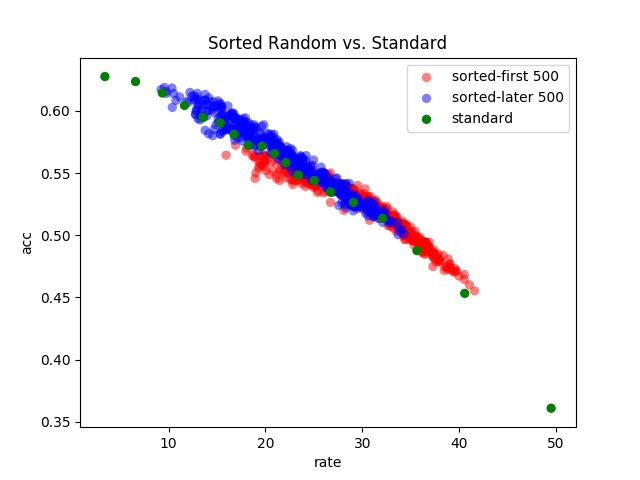 Sorted Random vs. Standard
sorted-first 500
sorted-later 500
standard
acc
0.60
0.55
0.50
0.45
0.40
0.35
10 20 30 40 50
rate